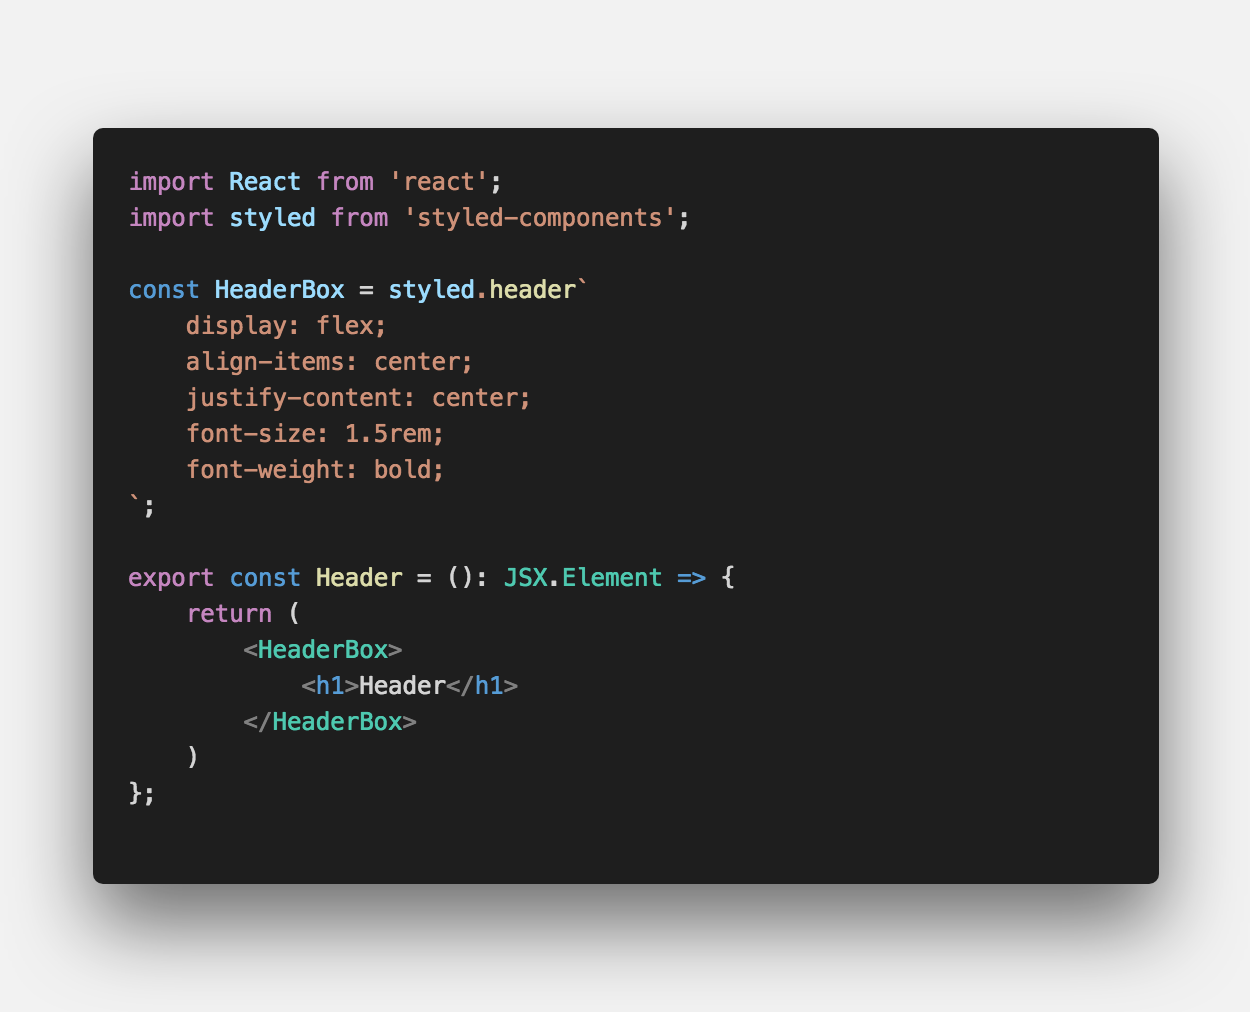 import React from 'react';
import styled from 'styled-components';

const HeaderBox = styled.header`
    display: flex;
    align-items: center;
    justify-content: center;
    font-size: 1.5rem;
    font-weight: bold;
`;

export const Header = (): JSX.Element => {
    return (
        <HeaderBox>
            <h1>Header</h1>
        </HeaderBox>
    )
};